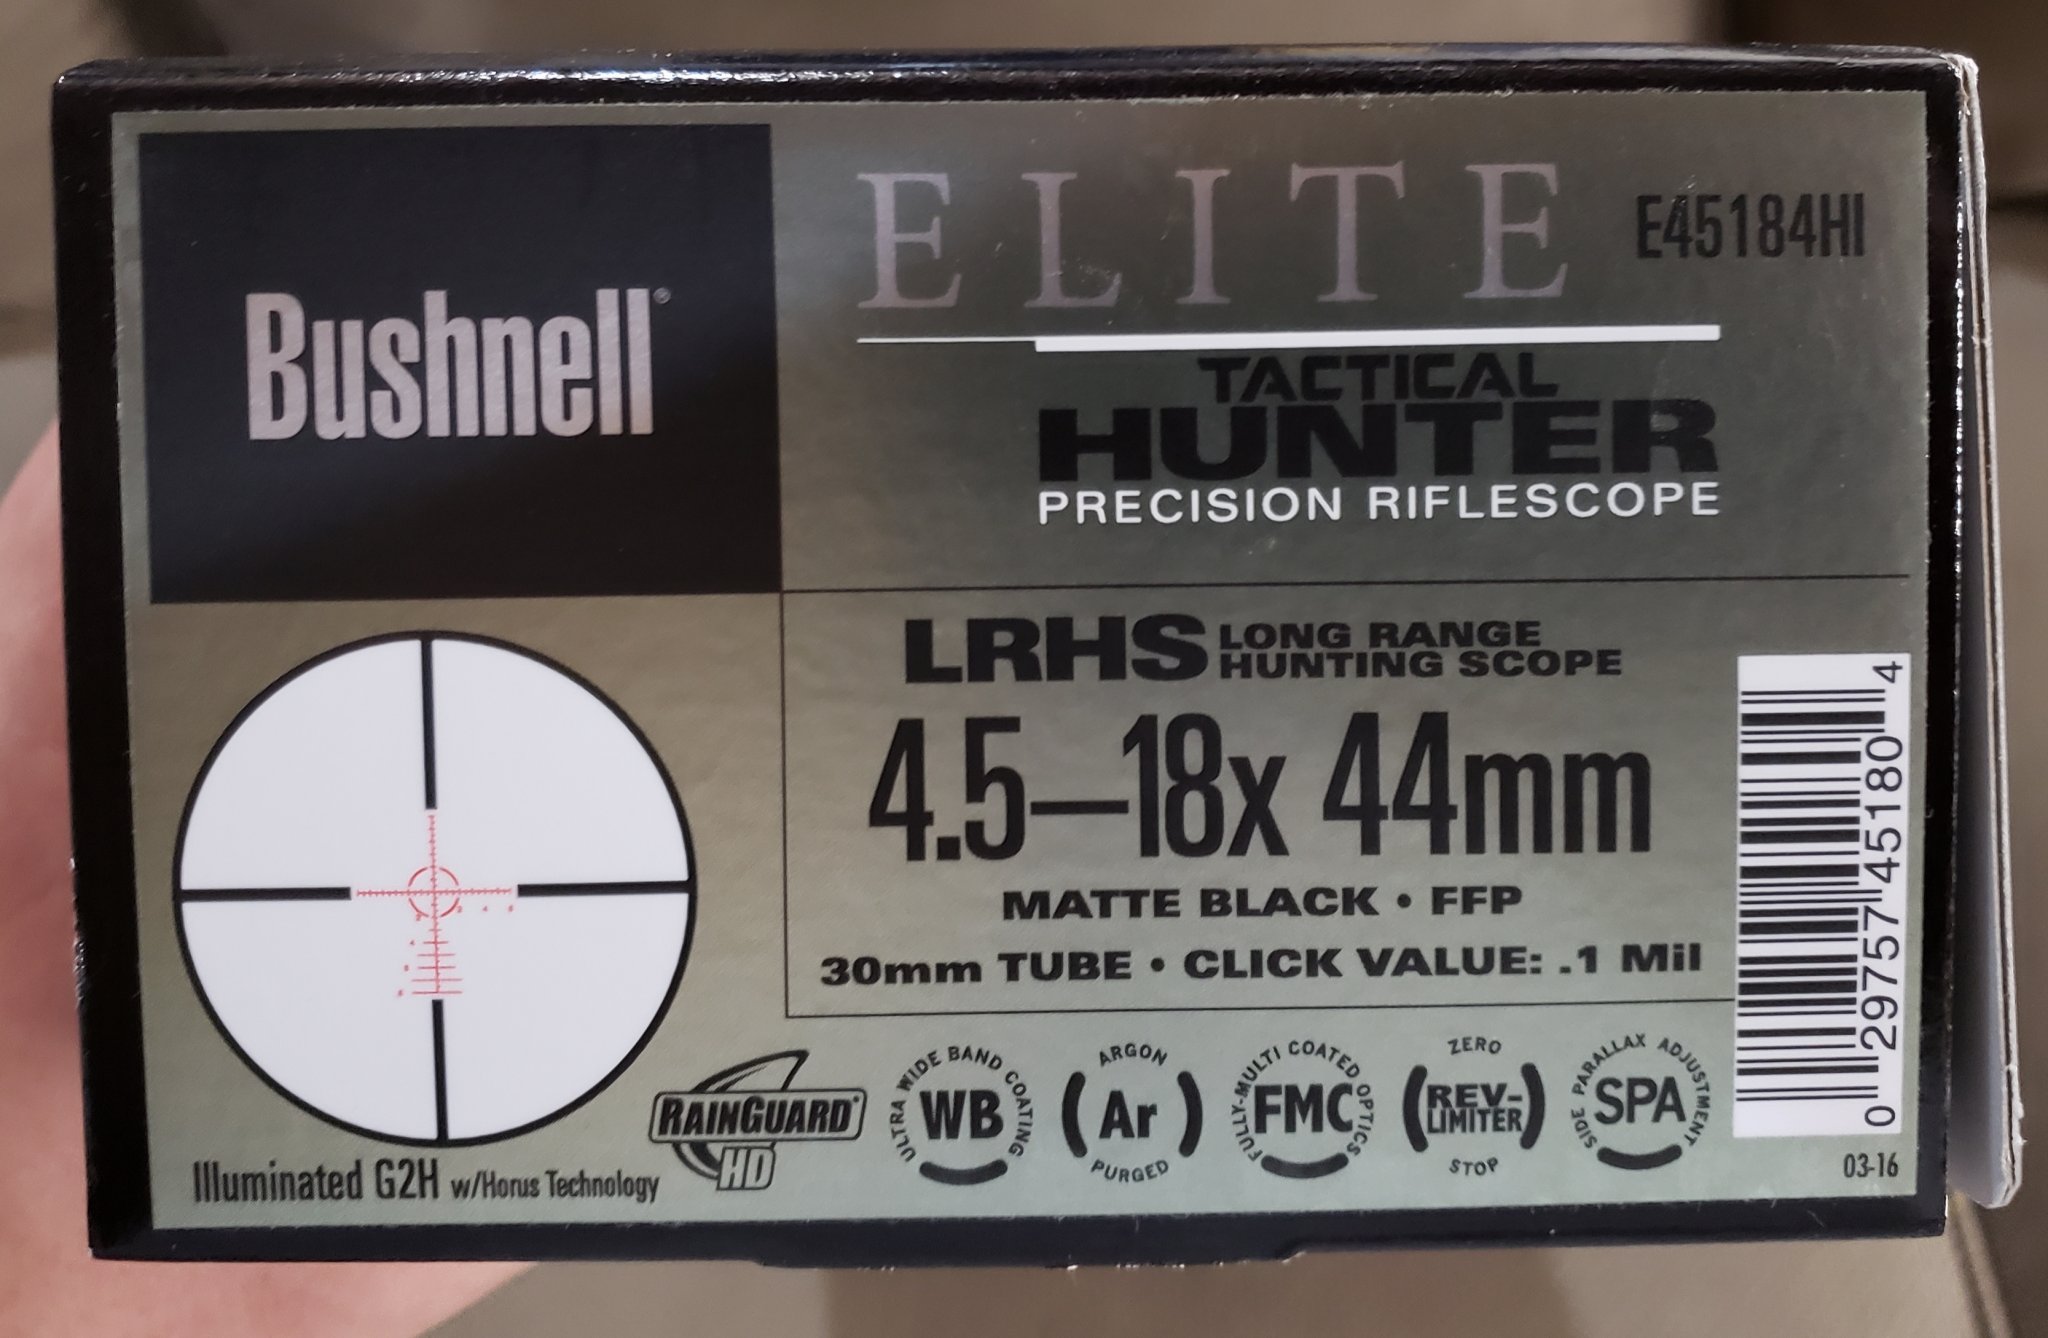 Bushnell®
ELITE
E45184HI
TACTICAL
HUNTER
PRECISION RIFLESCOPE
LRHS LONG RANGE
HUNTING SCOPE
4.5–18x 44mm
MATTE BLACK • FFP
30mm TUBE • CLICK VALUE: .1 Mil
0 29757 45180 4
Illuminated G2H w/Horus Technology
RAINGUARD®
HD
ULTRA WIDE BAND COATING
WB
ARGON
Ar
PURGED
FULLY-MULTI COATED OPTICS
FMC
ZERO
REV-
LIMITER
STOP
SIDE PARALLAX ADJUSTMENT
SPA
03-16